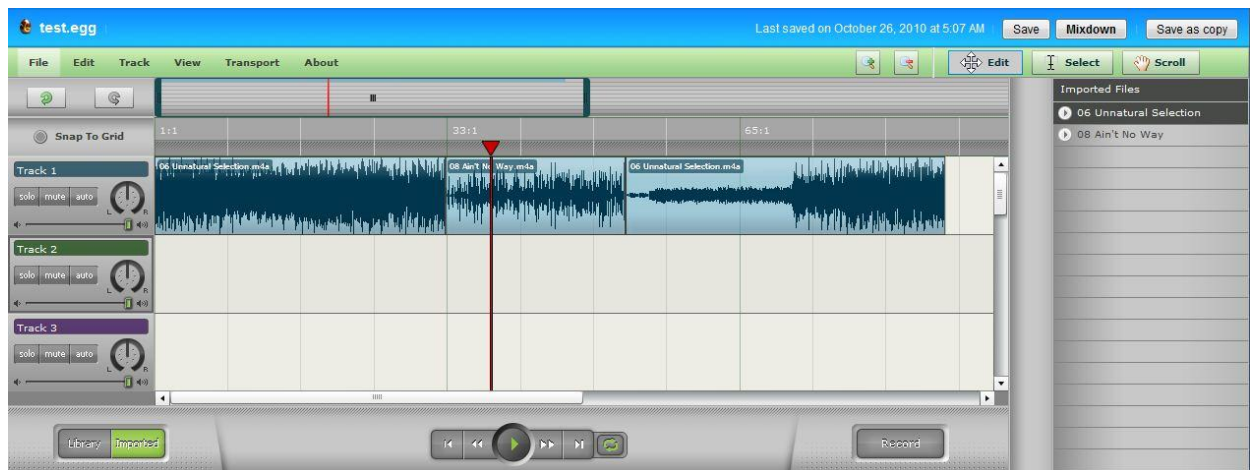 test.egg Last saved on October 26, 2010 at 5:07 AM Save Mixdown Save as copy
File Edit Track View Transport About Edit Select Scroll
Imported Files
06 Unnatural Selection
Snap To Grid 1:1 33:1 65:1 08 Ain't No Way
Track 1 06 Unnatural Selection.m4a 08 Ain't No Way.m4a 06 Unnatural Selection.m4a
solo mute auto
L R
Track 2
solo mute auto
L R
Track 3
solo mute auto
L R
Library Imported Record